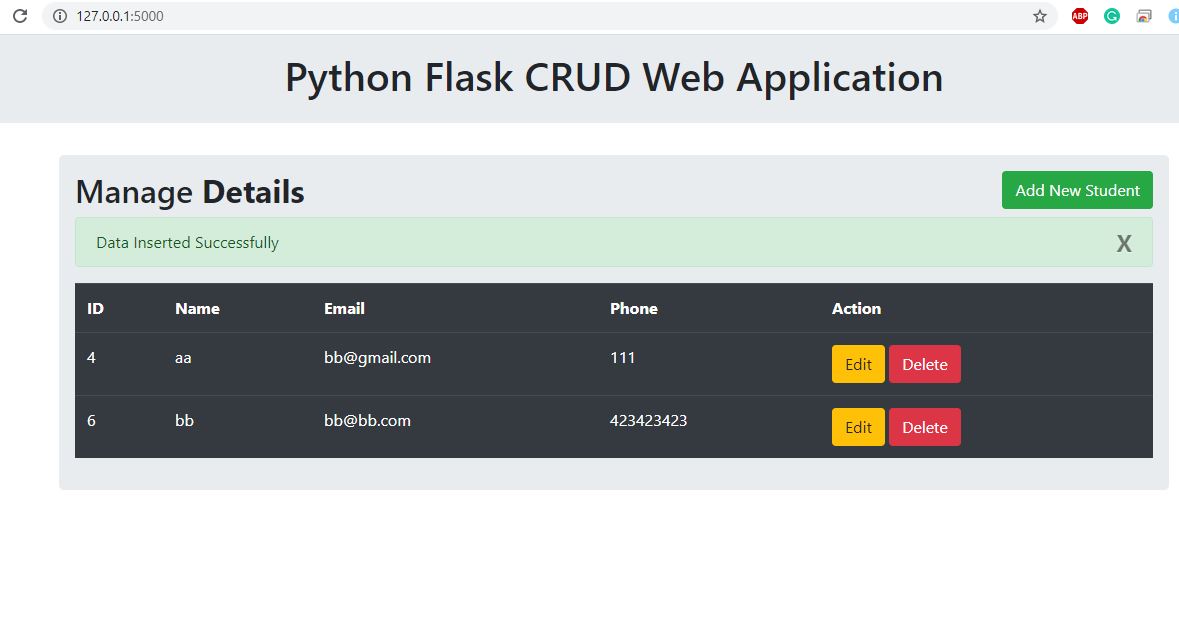 127.0.0.1:5000
ABP
Python Flask CRUD Web Application
Manage Details
Add New Student
Data Inserted Successfully X
ID Name Email Phone Action
4 aa bb@gmail.com 111 Edit Delete
6 bb bb@bb.com 423423423 Edit Delete